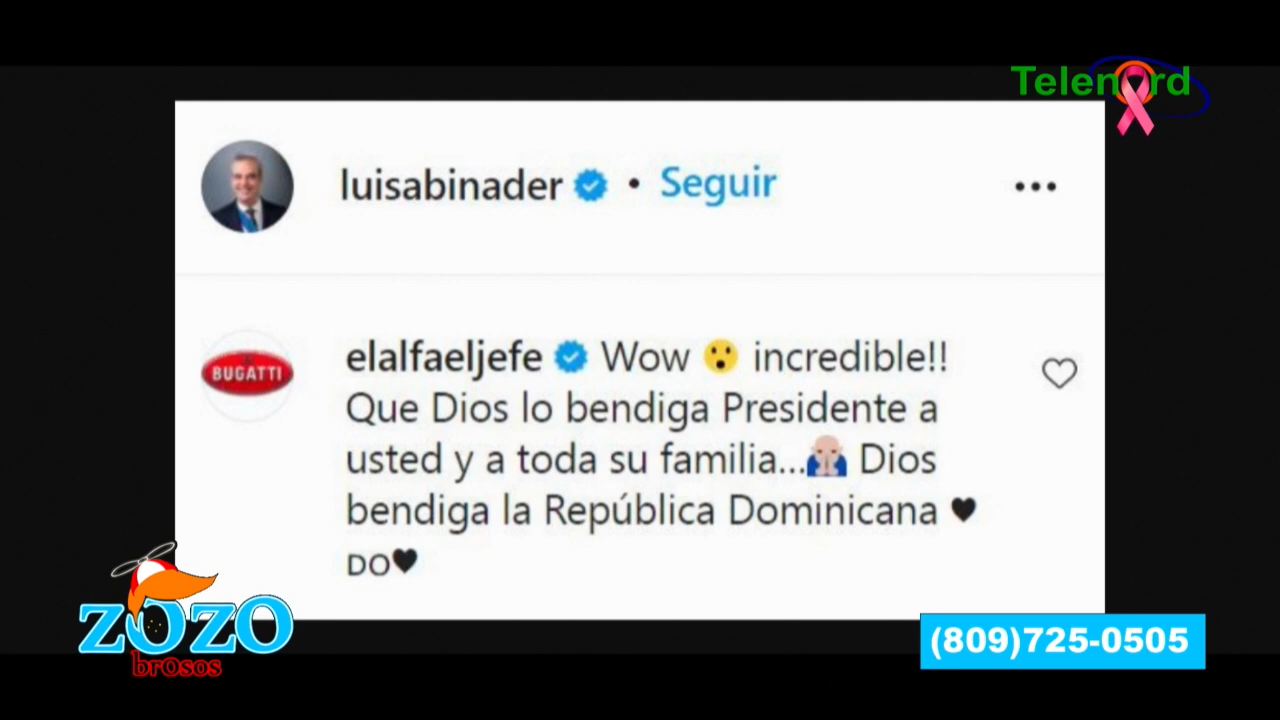 Telenord
luisabinader • Seguir
BUGATTI
elalfaeljefe Wow 😮 incredible!!
Que Dios lo bendiga Presidente a
usted y a toda su familia...🙏 Dios
bendiga la República Dominicana ♥
DO♥
ZOZO
brOsos
(809)725-0505